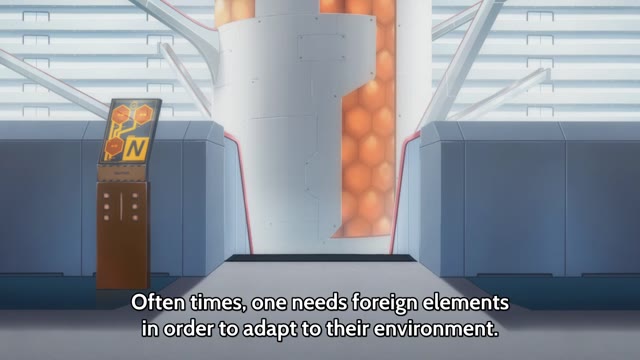 N
Often times, one needs foreign elements
in order to adapt to their environment.